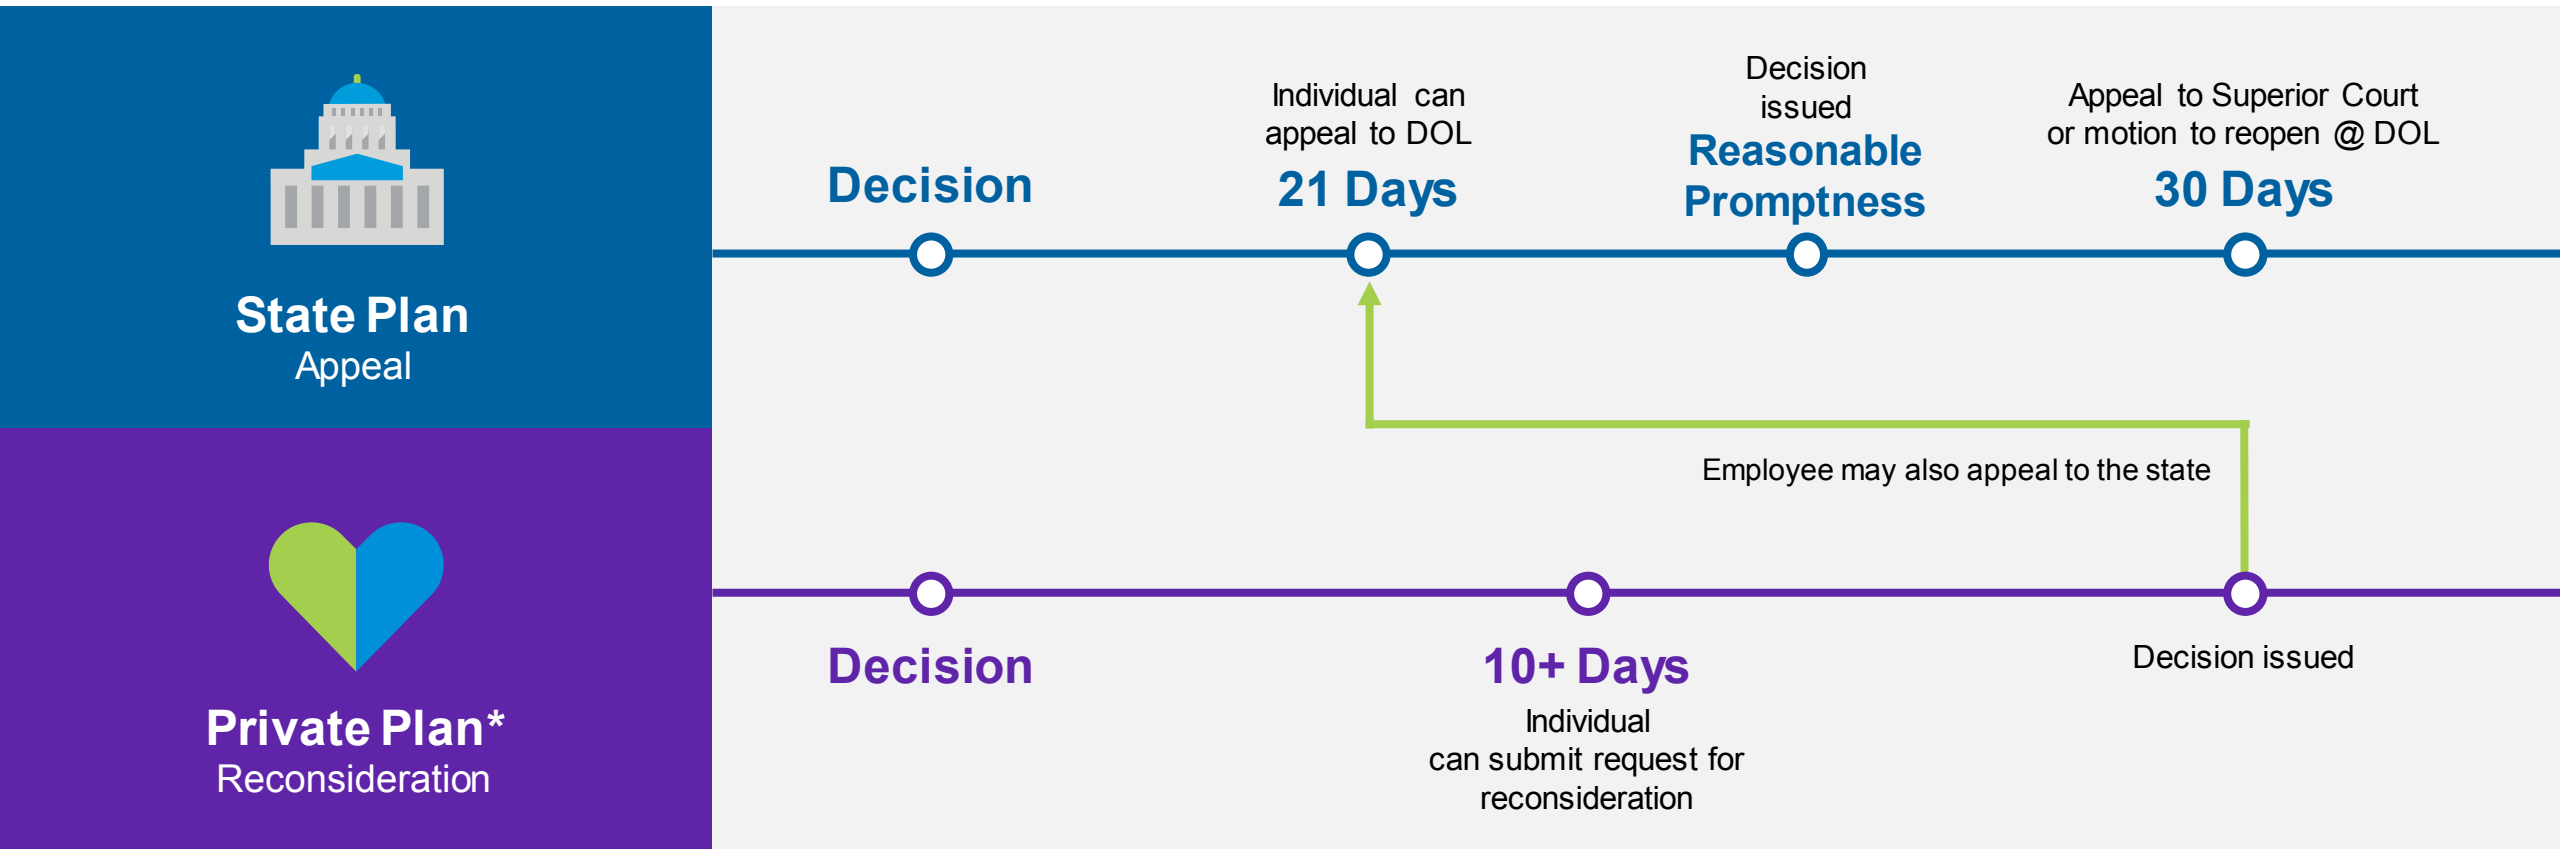 State Plan
Appeal
Decision
Individual can
appeal to DOL
21 Days
Decision
issued
Reasonable
Promptness
Appeal to Superior Court
or motion to reopen @ DOL
30 Days
Employee may also appeal to the state
Private Plan*
Reconsideration
Decision
10+ Days
Individual
can submit request for
reconsideration
Decision issued